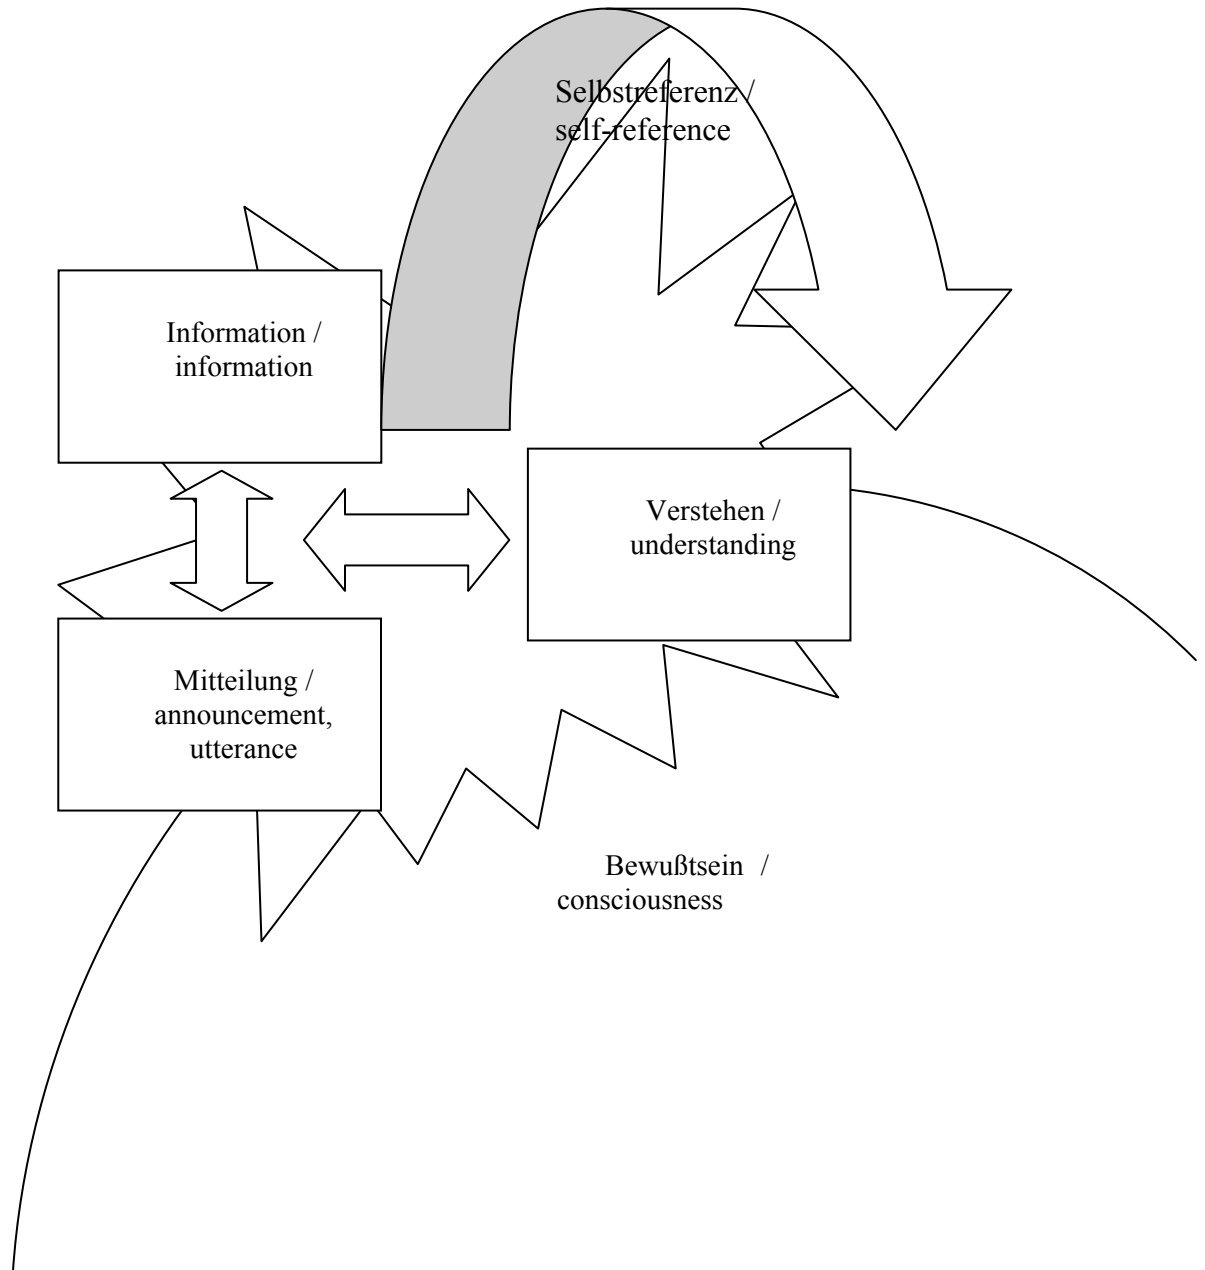 Selbstreferenz /
self-reference
Information /
information
Verstehen /
understanding
Mitteilung /
announcement,
utterance
Bewußtsein /
consciousness